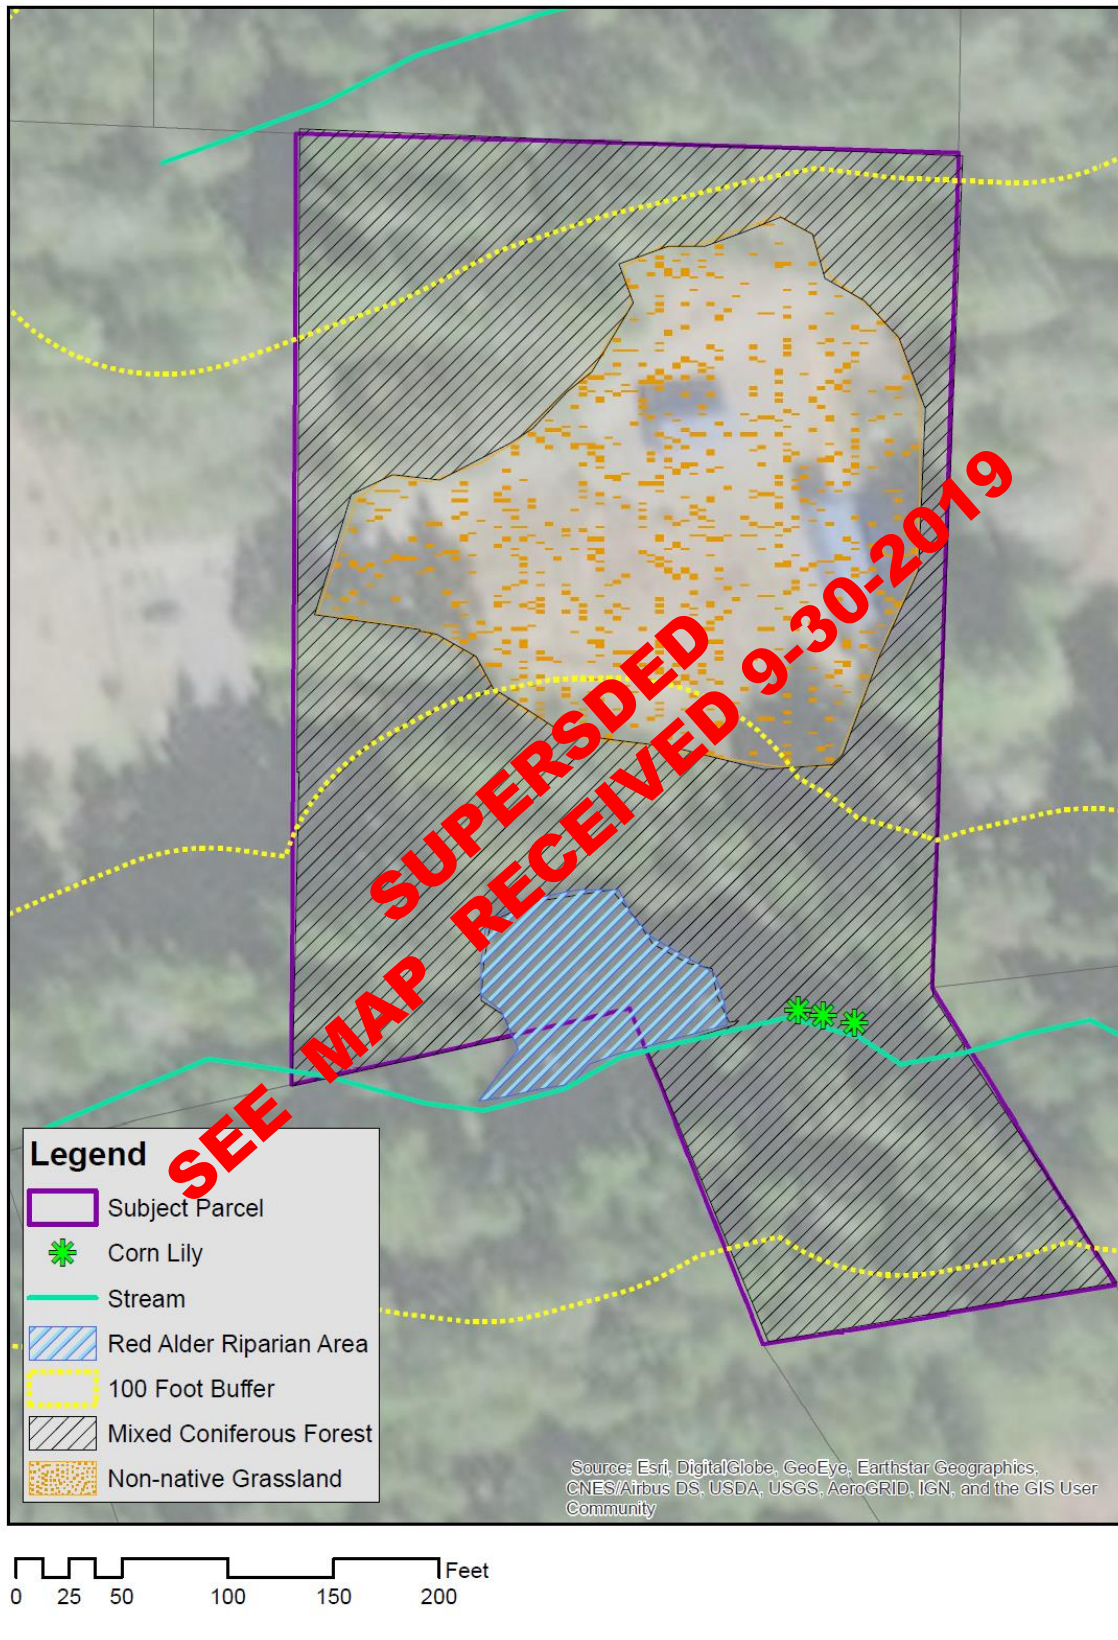 SUPERSDED
SEE MAP RECEIVED 9-30-2019
Legend
Subject Parcel
Corn Lily
Stream
Red Alder Riparian Area
100 Foot Buffer
Mixed Coniferous Forest
Non-native Grassland
Source: Esri, DigitalGlobe, GeoEye, Earthstar Geographics,
CNES/Airbus DS, USDA, USGS, AeroGRID, IGN, and the GIS User
Community
Feet
0 25 50 100 150 200